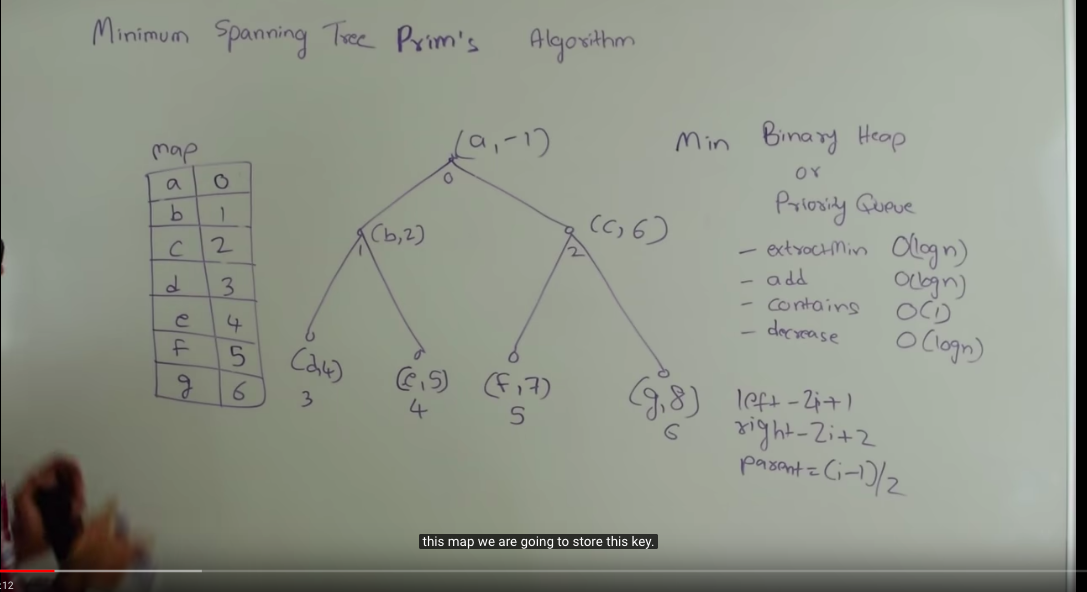 Minimum Spanning Tree Prim's Algorithm
map
a 0
b 1
c 2
d 3
e 4
f 5
g 6
(a,-1)
0
(b,2)
1
(c,6)
2
(d,4)
3
(e,5)
4
(f,7)
5
(g,8)
6
Min Binary Heap
or
Priority Queue
- extractMin O(logn)
- add O(logn)
- contains O(1)
- decrease O(logn)
left - 2i+1
right - 2i+2
parent = (i-1)/2
this map we are going to store this key.
:12